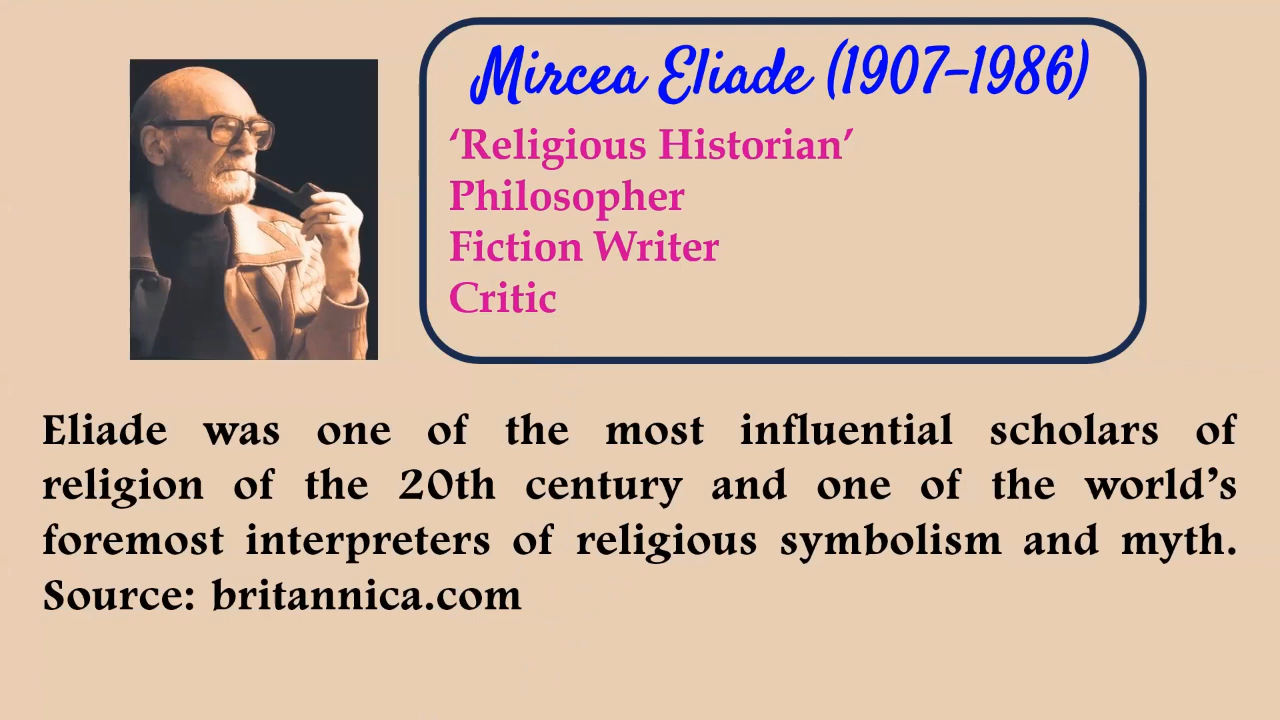 Mircea Eliade (1907–1986)
‘Religious Historian’
Philosopher
Fiction Writer
Critic
Eliade was one of the most influential scholars of
religion of the 20th century and one of the world’s
foremost interpreters of religious symbolism and myth.
Source: britannica.com